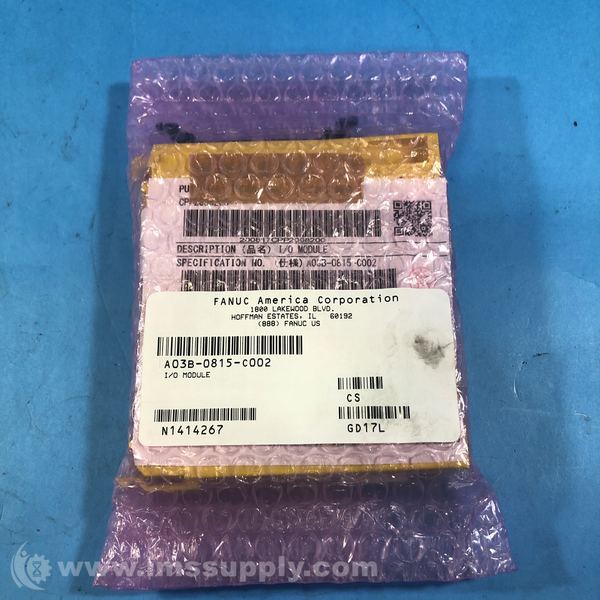 PU
DESCRIPTION (品名) I/O MODULE
SPECIFICATION NO. (仕様) A03B-0815-C002
FANUC America Corporation
1800 LAKEWOOD BLVD.
HOFFMAN ESTATES, IL 60192
(888) FANUC US
A03B-0815-C002
I/O MODULE
CS
N1414267
GD17L
www.imssupply.com